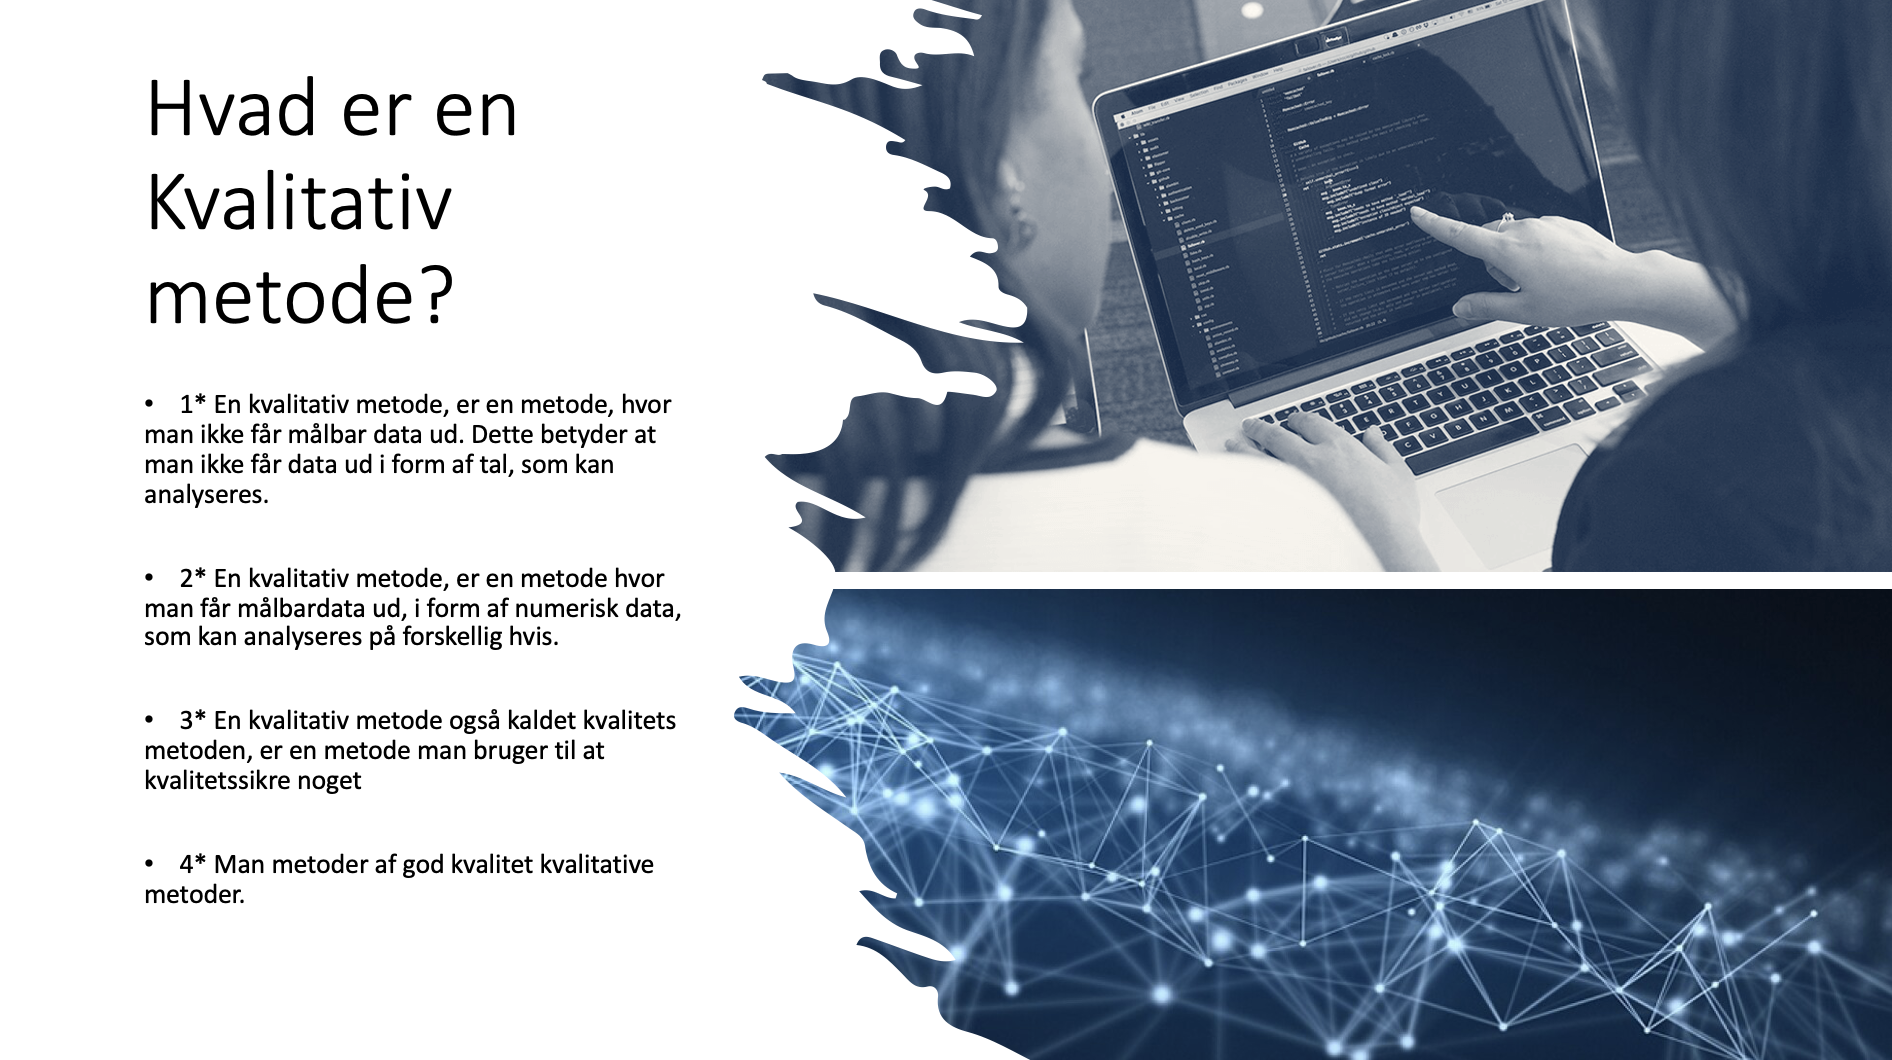 Hvad er en
Kvalitativ
metode?
• 1* En kvalitativ metode, er en metode, hvor
man ikke får målbar data ud. Dette betyder at
man ikke får data ud i form af tal, som kan
analyseres.
• 2* En kvalitativ metode, er en metode hvor
man får målbardata ud, i form af numerisk data,
som kan analyseres på forskellig hvis.
• 3* En kvalitativ metode også kaldet kvalitets
metoden, er en metode man bruger til at
kvalitetssikre noget
• 4* Man metoder af god kvalitet kvalitative
metoder.